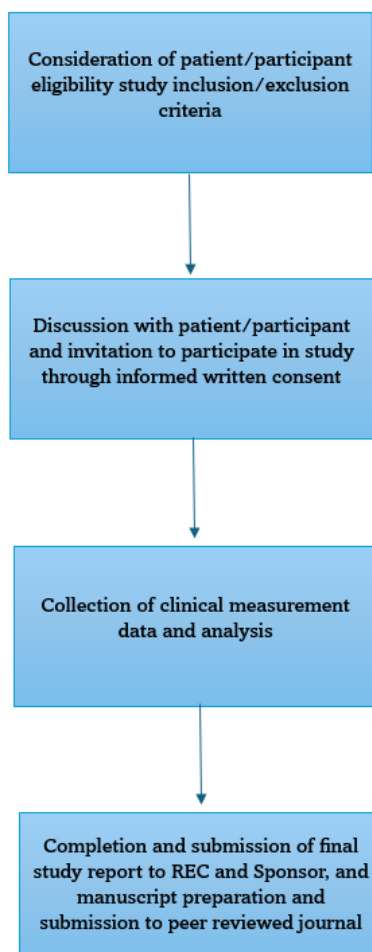 Consideration of patient/participant
eligibility study inclusion/exclusion
criteria
Discussion with patient/participant
and invitation to participate in study
through informed written consent
Collection of clinical measurement
data and analysis
Completion and submission of final
study report to REC and Sponsor, and
manuscript preparation and
submission to peer reviewed journal